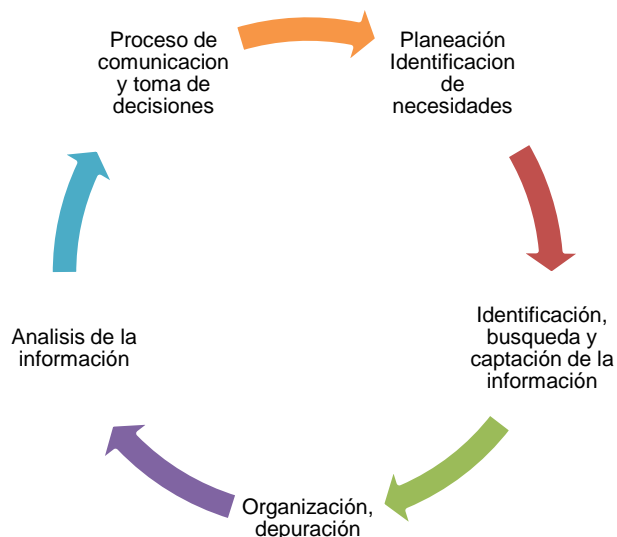 Proceso de
comunicacion
y toma de
decisiones
Planeación
Identificacion
de
necesidades
Identificación,
busqueda y
captación de la
información
Organización,
depuración
Analisis de la
información